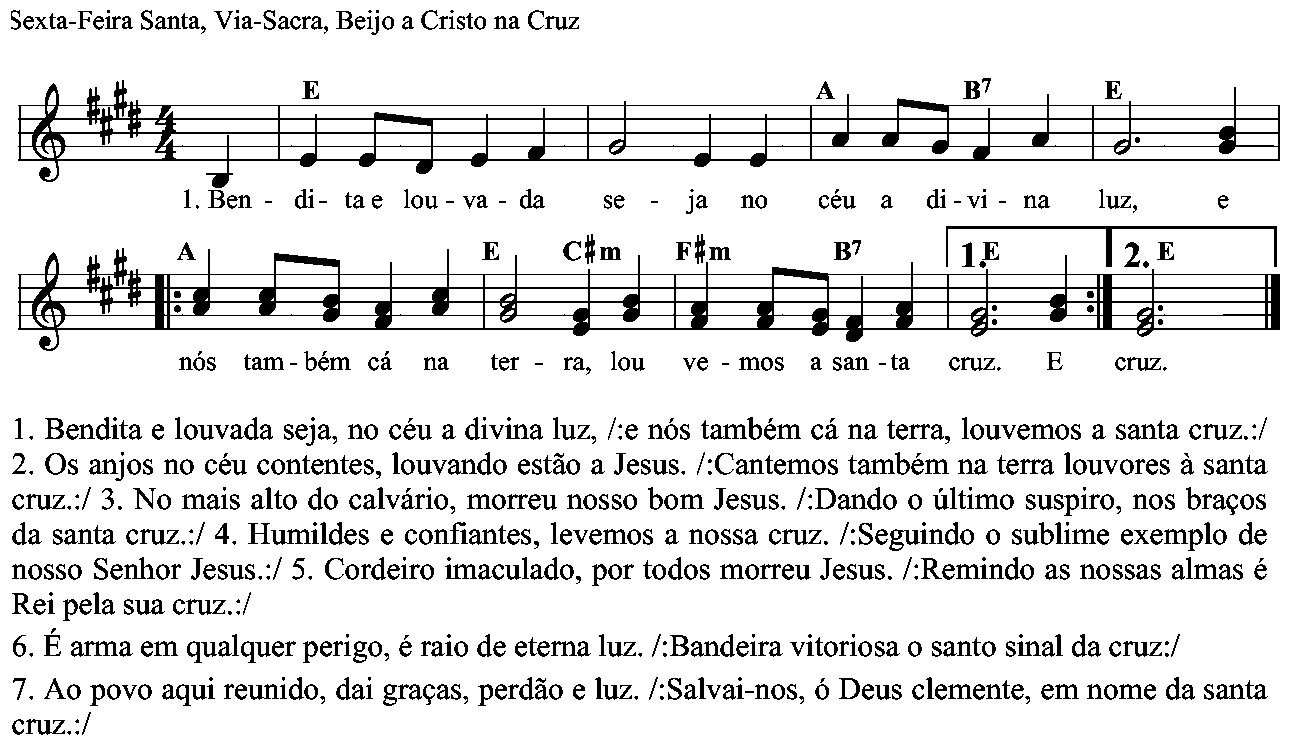 Sexta-Feira Santa, Via-Sacra, Beijo a Cristo na Cruz
E A B7 E
4
4
1. Ben - di - ta e lou - va - da se - ja no céu a di - vi - na luz, e
A E C#m F#m B7 1. E 2. E
nós tam - bém cá na ter - ra, lou ve - mos a san - ta cruz. E cruz.
1. Bendita e louvada seja, no céu a divina luz, /:e nós também cá na terra, louvemos a santa cruz.:/
2. Os anjos no céu contentes, louvando estão a Jesus. /:Cantemos também na terra louvores à santa
cruz.:/ 3. No mais alto do calvário, morreu nosso bom Jesus. /:Dando o último suspiro, nos braços
da santa cruz.:/ 4. Humildes e confiantes, levemos a nossa cruz. /:Seguindo o sublime exemplo de
nosso Senhor Jesus.:/ 5. Cordeiro imaculado, por todos morreu Jesus. /:Remindo as nossas almas é
Rei pela sua cruz.:/
6. É arma em qualquer perigo, é raio de eterna luz. /:Bandeira vitoriosa o santo sinal da cruz:/
7. Ao povo aqui reunido, dai graças, perdão e luz. /:Salvai-nos, ó Deus clemente, em nome da santa
cruz.:/